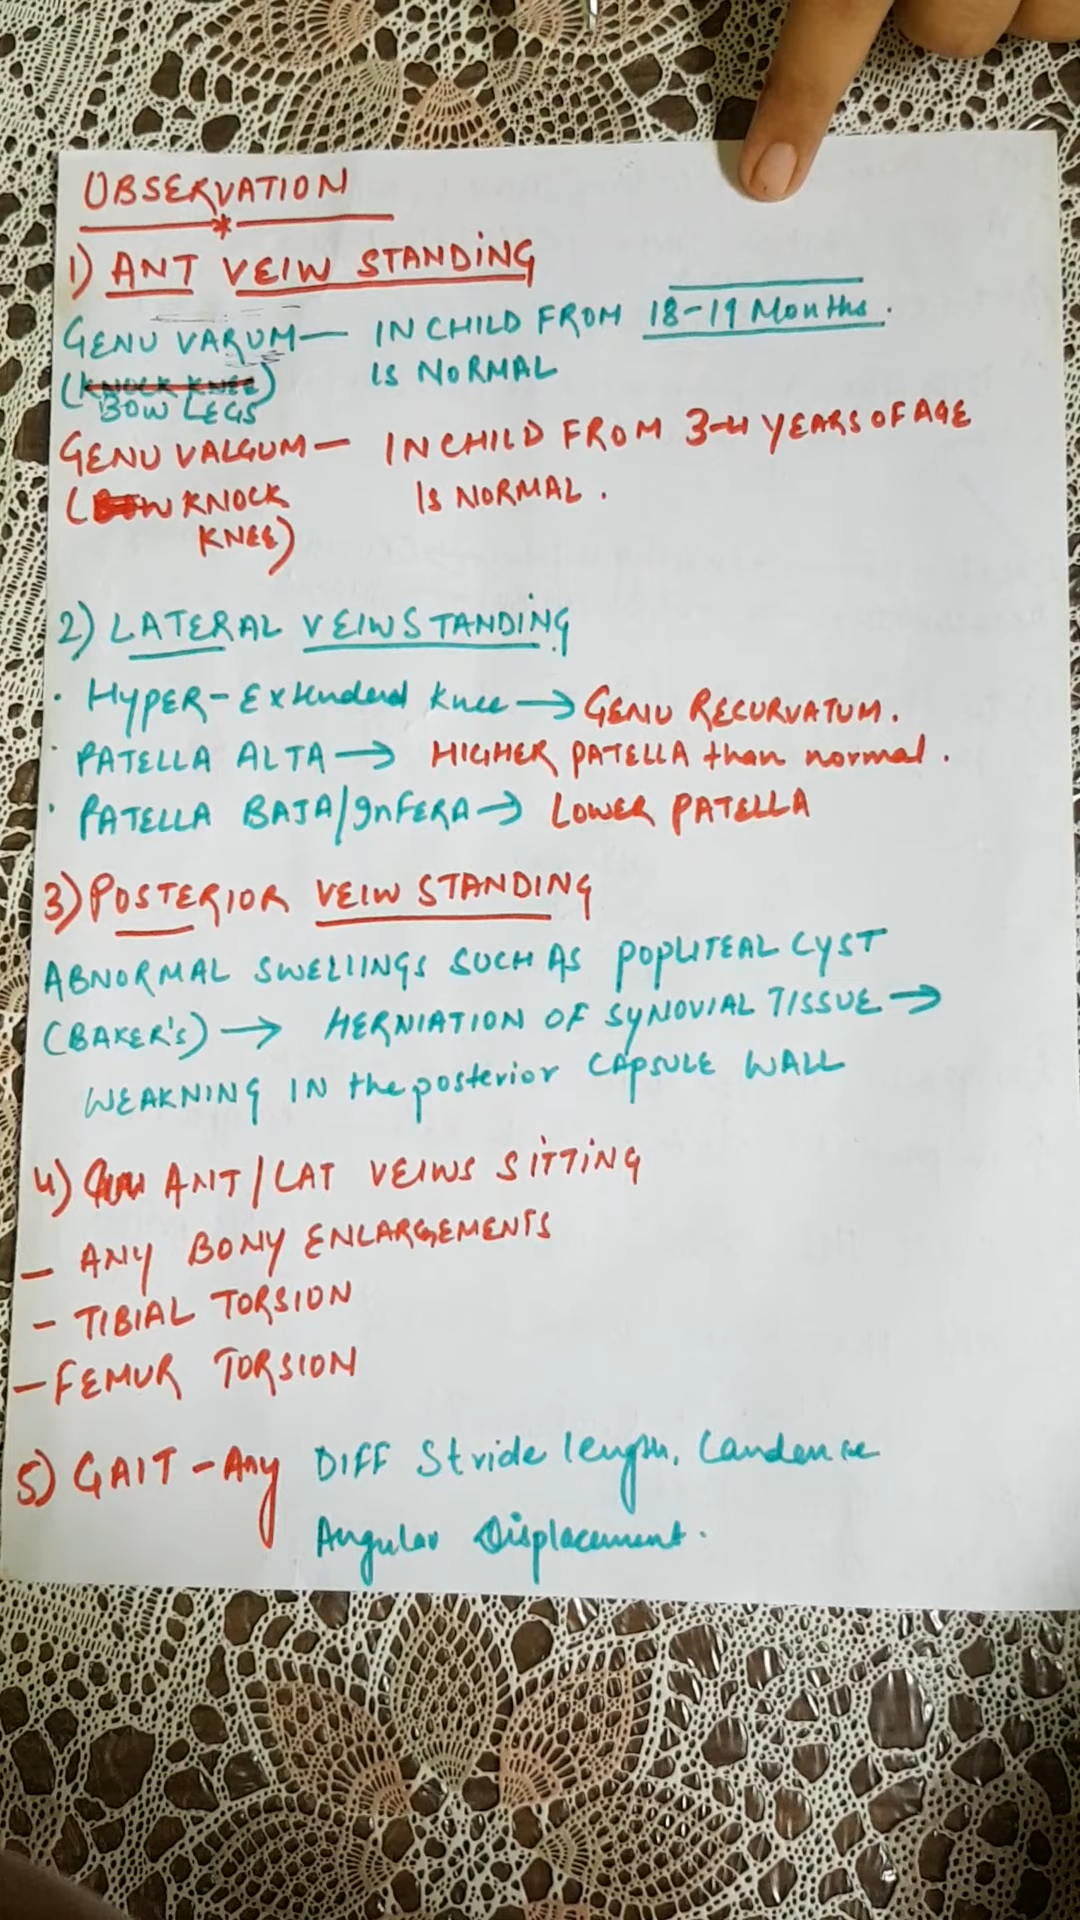 OBSERVATION
1) ANT VEIW STANDING
GENU VARUM — IN CHILD FROM 18-19 Months.
(KNOCK KNEE) IS NORMAL
BOW LEGS
GENU VALGUM — IN CHILD FROM 3-4 YEARS OF AGE
(BOW KNOCK IS NORMAL.
KNEE)
2) LATERAL VEIW STANDING
· HYPER-Extended knee → GENU RECURVATUM.
· PATELLA ALTA → HIGHER PATELLA than normal.
· PATELLA BAJA/InFERA → LOWER PATELLA
3) POSTERIOR VEIW STANDING
ABNORMAL SWELLINGS SUCH AS POPLITEAL CYST
(BAKER'S) → HERNIATION OF SYNOVIAL TISSUE →
WEAKNING IN the posterior CAPSULE WALL
4) ANT/LAT VEIWS SITTING
- ANY BONY ENLARGEMENTS
- TIBIAL TORSION
- FEMUR TORSION
5) GAIT - Any DIFF Stride length,
Angular Displacement.